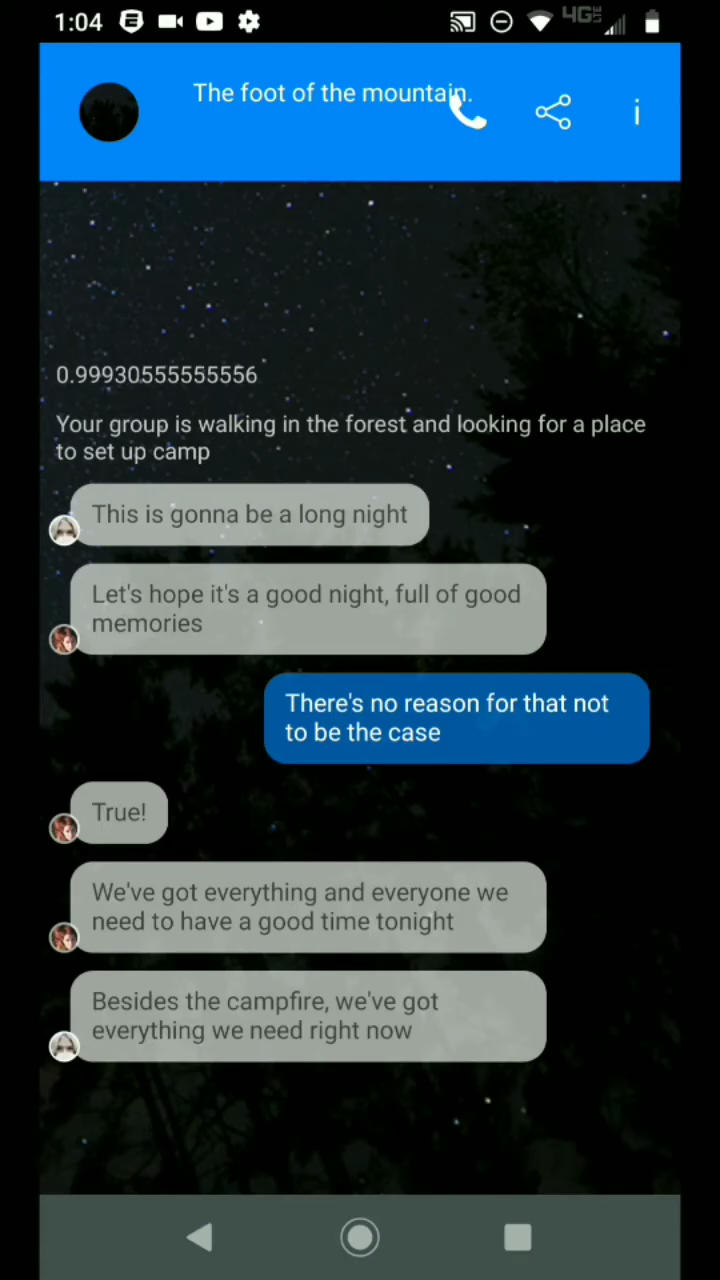 1:04
4G LTE
The foot of the mountain.
0.99930555555556
Your group is walking in the forest and looking for a place
to set up camp
This is gonna be a long night
Let's hope it's a good night, full of good
memories
There's no reason for that not
to be the case
True!
We've got everything and everyone we
need to have a good time tonight
Besides the campfire, we've got
everything we need right now